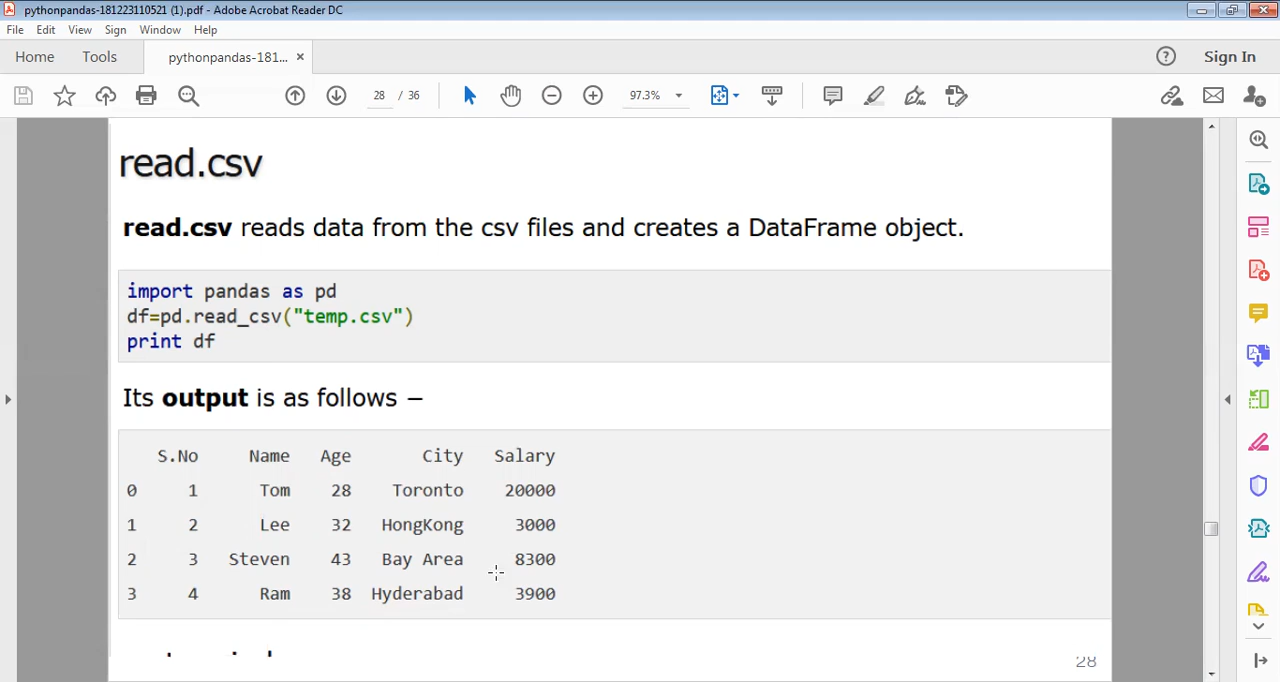 pythonpandas-181223110521 (1).pdf - Adobe Acrobat Reader DC
File Edit View Sign Window Help
Home Tools pythonpandas-181... × Sign In
28 / 36 97.3%
read.csv
read.csv reads data from the csv files and creates a DataFrame object.
import pandas as pd
df=pd.read_csv("temp.csv")
print df
Its output is as follows –
S.No Name Age City Salary
0 1 Tom 28 Toronto 20000
1 2 Lee 32 HongKong 3000
2 3 Steven 43 Bay Area 8300
3 4 Ram 38 Hyderabad 3900
28